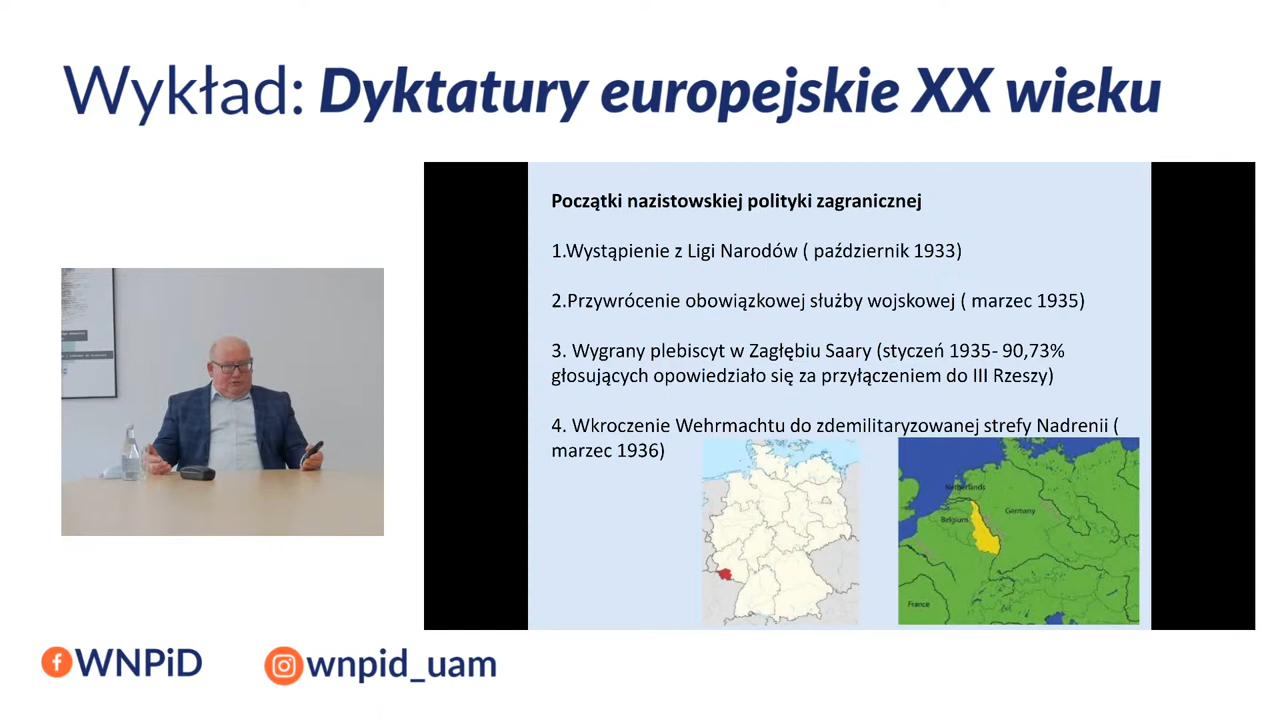 Wykład: Dyktatury europejskie XX wieku
Początki nazistowskiej polityki zagranicznej
1.Wystąpienie z Ligi Narodów ( październik 1933)
2.Przywrócenie obowiązkowej służby wojskowej ( marzec 1935)
3. Wygrany plebiscyt w Zagłębiu Saary (styczeń 1935- 90,73%
głosujących opowiedziało się za przyłączeniem do III Rzeszy)
4. Wkroczenie Wehrmachtu do zdemilitaryzowanej strefy Nadrenii (
marzec 1936)
Netherlands
Belgium
Germany
France
WNPiD
wnpid_uam